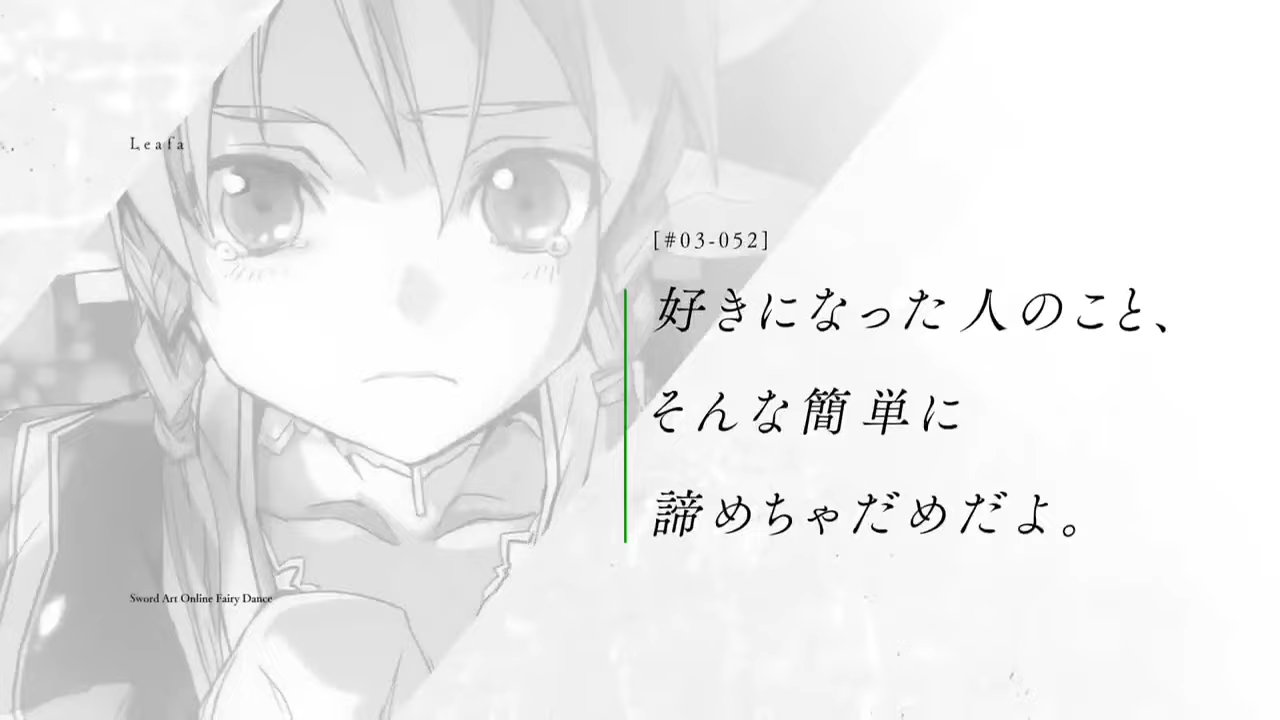 Leafa
[#03-052]
好きになった人のこと、
そんな簡単に
諦めちゃだめだよ。
Sword Art Online Fairy Dance